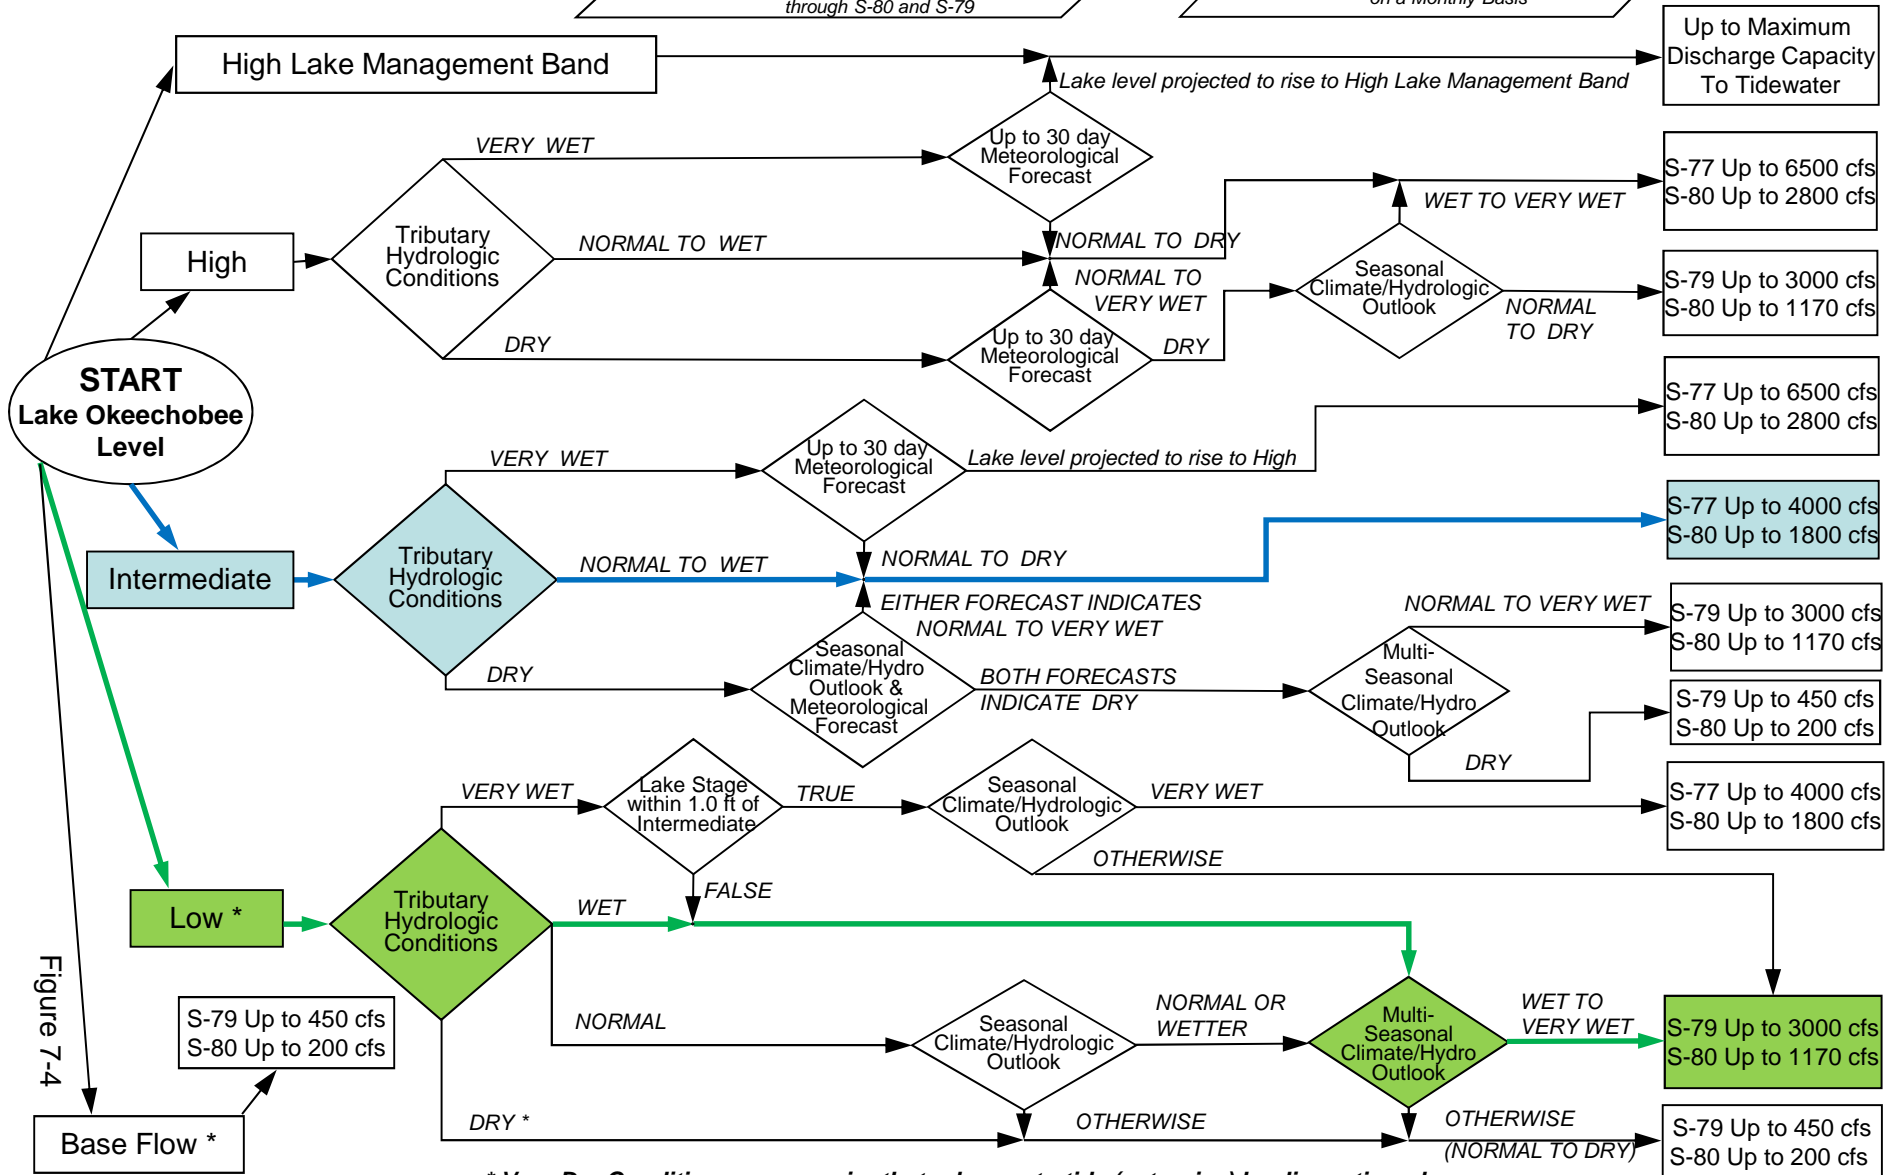 through S-80 and S-79
on a Monthly Basis
High Lake Management Band
Lake level projected to rise to High Lake Management Band
Up to Maximum
Discharge Capacity
To Tidewater
VERY WET
Up to 30 day
Meteorological
Forecast
S-77 Up to 6500 cfs
S-80 Up to 2800 cfs
WET TO VERY WET
High
Tributary
Hydrologic
Conditions
NORMAL TO WET
NORMAL TO DRY
NORMAL TO
VERY WET
Seasonal
Climate/Hydrologic
Outlook
NORMAL
TO DRY
S-79 Up to 3000 cfs
S-80 Up to 1170 cfs
DRY
Up to 30 day
Meteorological
Forecast
DRY
START
Lake Okeechobee
Level
S-77 Up to 6500 cfs
S-80 Up to 2800 cfs
VERY WET
Up to 30 day
Meteorological
Forecast
Lake level projected to rise to High
S-77 Up to 4000 cfs
S-80 Up to 1800 cfs
Intermediate
Tributary
Hydrologic
Conditions
NORMAL TO WET
NORMAL TO DRY
EITHER FORECAST INDICATES
NORMAL TO VERY WET
NORMAL TO VERY WET
S-79 Up to 3000 cfs
S-80 Up to 1170 cfs
DRY
Seasonal
Climate/Hydro
Outlook &
Meteorological
Forecast
BOTH FORECASTS
INDICATE DRY
Multi-
Seasonal
Climate/Hydro
Outlook
DRY
S-79 Up to 450 cfs
S-80 Up to 200 cfs
VERY WET
Lake Stage
within 1.0 ft of
Intermediate
TRUE
FALSE
Seasonal
Climate/Hydrologic
Outlook
VERY WET
OTHERWISE
S-77 Up to 4000 cfs
S-80 Up to 1800 cfs
Low *
Tributary
Hydrologic
Conditions
WET
NORMAL
Seasonal
Climate/Hydrologic
Outlook
NORMAL OR
WETTER
Multi-
Seasonal
Climate/Hydro
Outlook
WET TO
VERY WET
S-79 Up to 3000 cfs
S-80 Up to 1170 cfs
DRY *
OTHERWISE
OTHERWISE
(NORMAL TO DRY)
S-79 Up to 450 cfs
S-80 Up to 200 cfs
Figure 7-4
S-79 Up to 450 cfs
S-80 Up to 200 cfs
Base Flow *